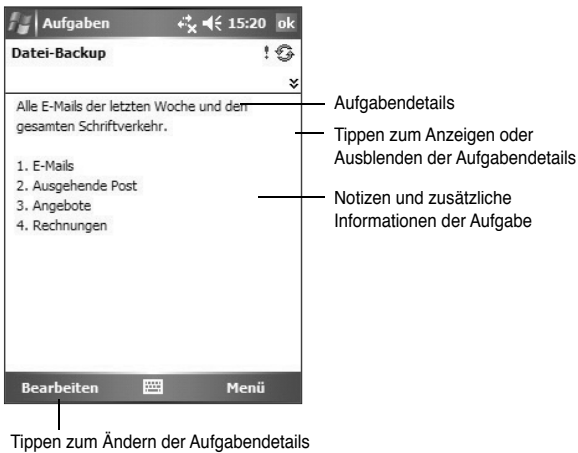 Aufgaben 15:20 ok
Datei-Backup !
Alle E-Mails der letzten Woche und den
gesamten Schriftverkehr.
1. E-Mails
2. Ausgehende Post
3. Angebote
4. Rechnungen
Bearbeiten Menü
Aufgabendetails
Tippen zum Anzeigen oder
Ausblenden der Aufgabendetails
Notizen und zusätzliche
Informationen der Aufgabe
Tippen zum Ändern der Aufgabendetails